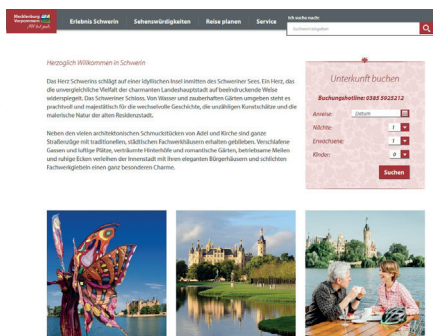 Mecklenburg
Vorpommern
MV tut gut.
Erlebnis Schwerin
Sehenswürdigkeiten
Reise planen
Service
Ich suche nach:
Suchwort eingeben
Herzoglich Willkommen in Schwerin
Das Herz Schwerins schlägt auf einer idyllischen Insel inmitten des Schweriner Sees. Ein Herz, das
die unvergleichliche Vielfalt der charmanten Landeshauptstadt auf beeindruckende Weise
widerspiegelt. Das Schweriner Schloss. Von Wasser und zauberhaften Gärten umgeben steht es
prachtvoll und majestätisch für die wechselvolle Geschichte, die unzähligen Kunstschätze und die
malerische Natur der alten Residenzstadt.
Neben den vielen architektonischen Schmuckstücken von Adel und Kirche sind ganze
Straßenzüge mit traditionellen, städtischen Fachwerkhäusern erhalten geblieben. Verschlafene
Gassen und luftige Plätze, verträumte Hinterhöfe und romantische Gärten, betriebsame Meilen
und ruhige Ecken verleihen der Innenstadt mit ihren eleganten Bürgerhäusern und schlichten
Fachwerkgiebeln einen ganz besonderen Charme.
Unterkunft buchen
Buchungshotline: 0385 5925212
Anreise: Datum
Nächte: 1
Erwachsene: 1
Kinder: 0
Suchen